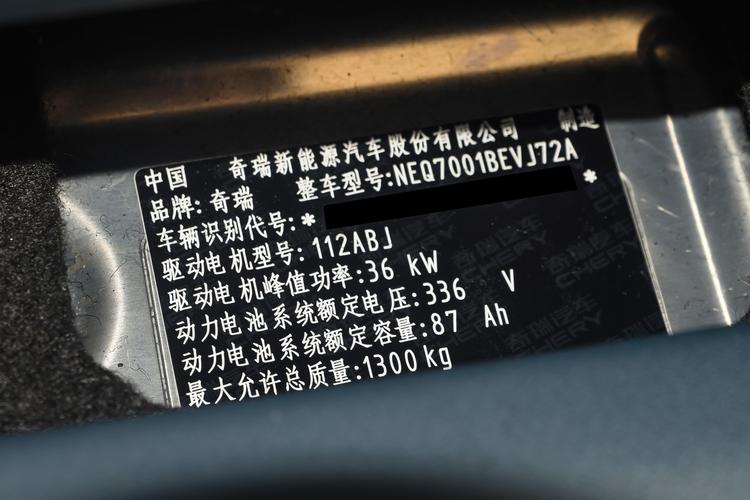 中国 奇瑞新能源汽车股份有限公司 制造
品牌: 奇瑞 整车型号:NEQ7001BEVJ72A
车辆识别代号: * *
驱动电机型号: 112ABJ
驱动电机峰值功率:36 kW
动力电池系统额定电压:336 V
动力电池系统额定容量:87 Ah
最大允许总质量:1300kg